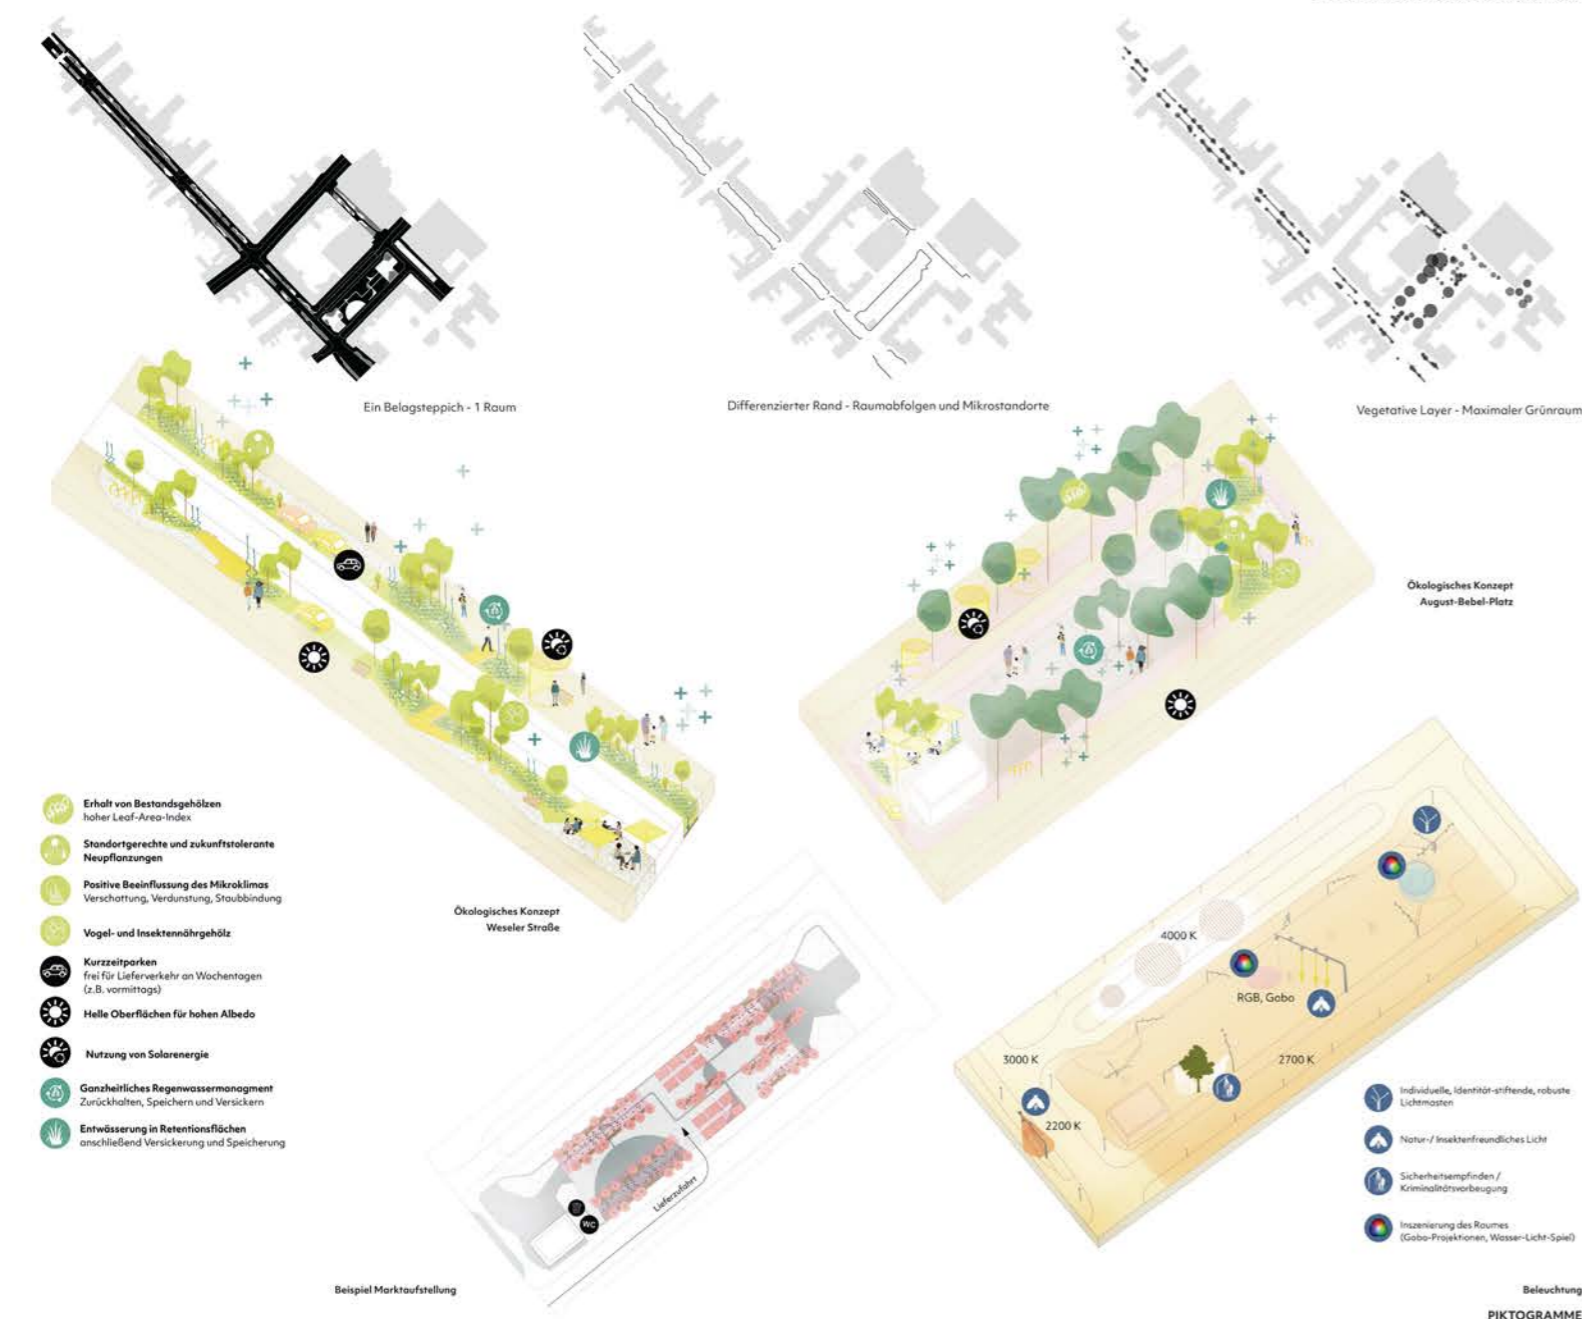 Ein Belagsteppich - 1 Raum
Differenzierter Rand - Raumabfolgen und Mikrostandorte
Vegetative Layer - Maximaler Grünraum
Ökologisches Konzept
August-Bebel-Platz
Erhalt von Bestandsgehölzen
hoher Leaf-Area-Index
Standortgerechte und zukunftstolerante
Neupflanzungen
Positive Beeinflussung des Mikroklimas
Verschattung, Verdunstung, Staubbindung
Vogel- und Insektennährgehölz
Kurzzeitparken
frei für Lieferverkehr an Wochentagen
(z.B. vormittags)
Helle Oberflächen für hohen Albedo
Nutzung von Solarenergie
Ganzheitliches Regenwassermanagment
Zurückhalten, Speichern und Versickern
Entwässerung in Retentionsflächen
anschließend Versickerung und Speicherung
Ökologisches Konzept
Weseler Straße
Lieferzufahrt
WC
Beispiel Marktaufstellung
4000 K
RGB, Gobo
3000 K
2700 K
2200 K
Individuelle, Identität-stiftende, robuste
Lichtmasten
Natur-/ Insektenfreundliches Licht
Sicherheitsempfinden /
Kriminalitätsvorbeugung
Inszenierung des Raumes
(Gobo-Projektionen, Wasser-Licht-Spiel)
Beleuchtung
PIKTOGRAMME